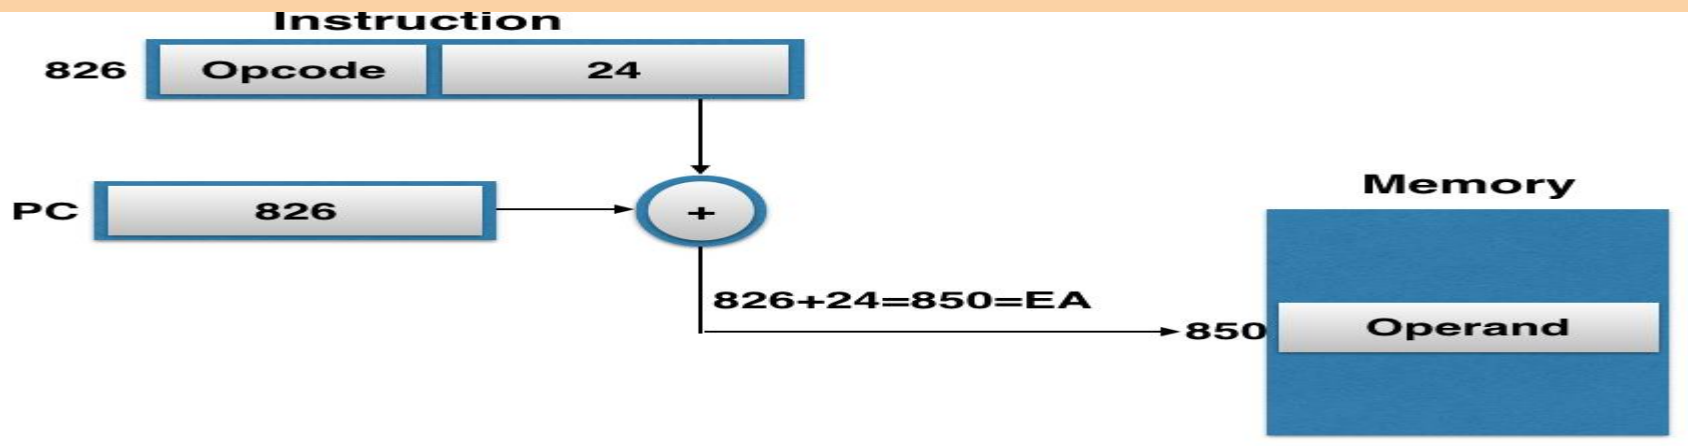 Instruction
826 Opcode 24
PC 826 +
Memory
826+24=850=EA
850 Operand